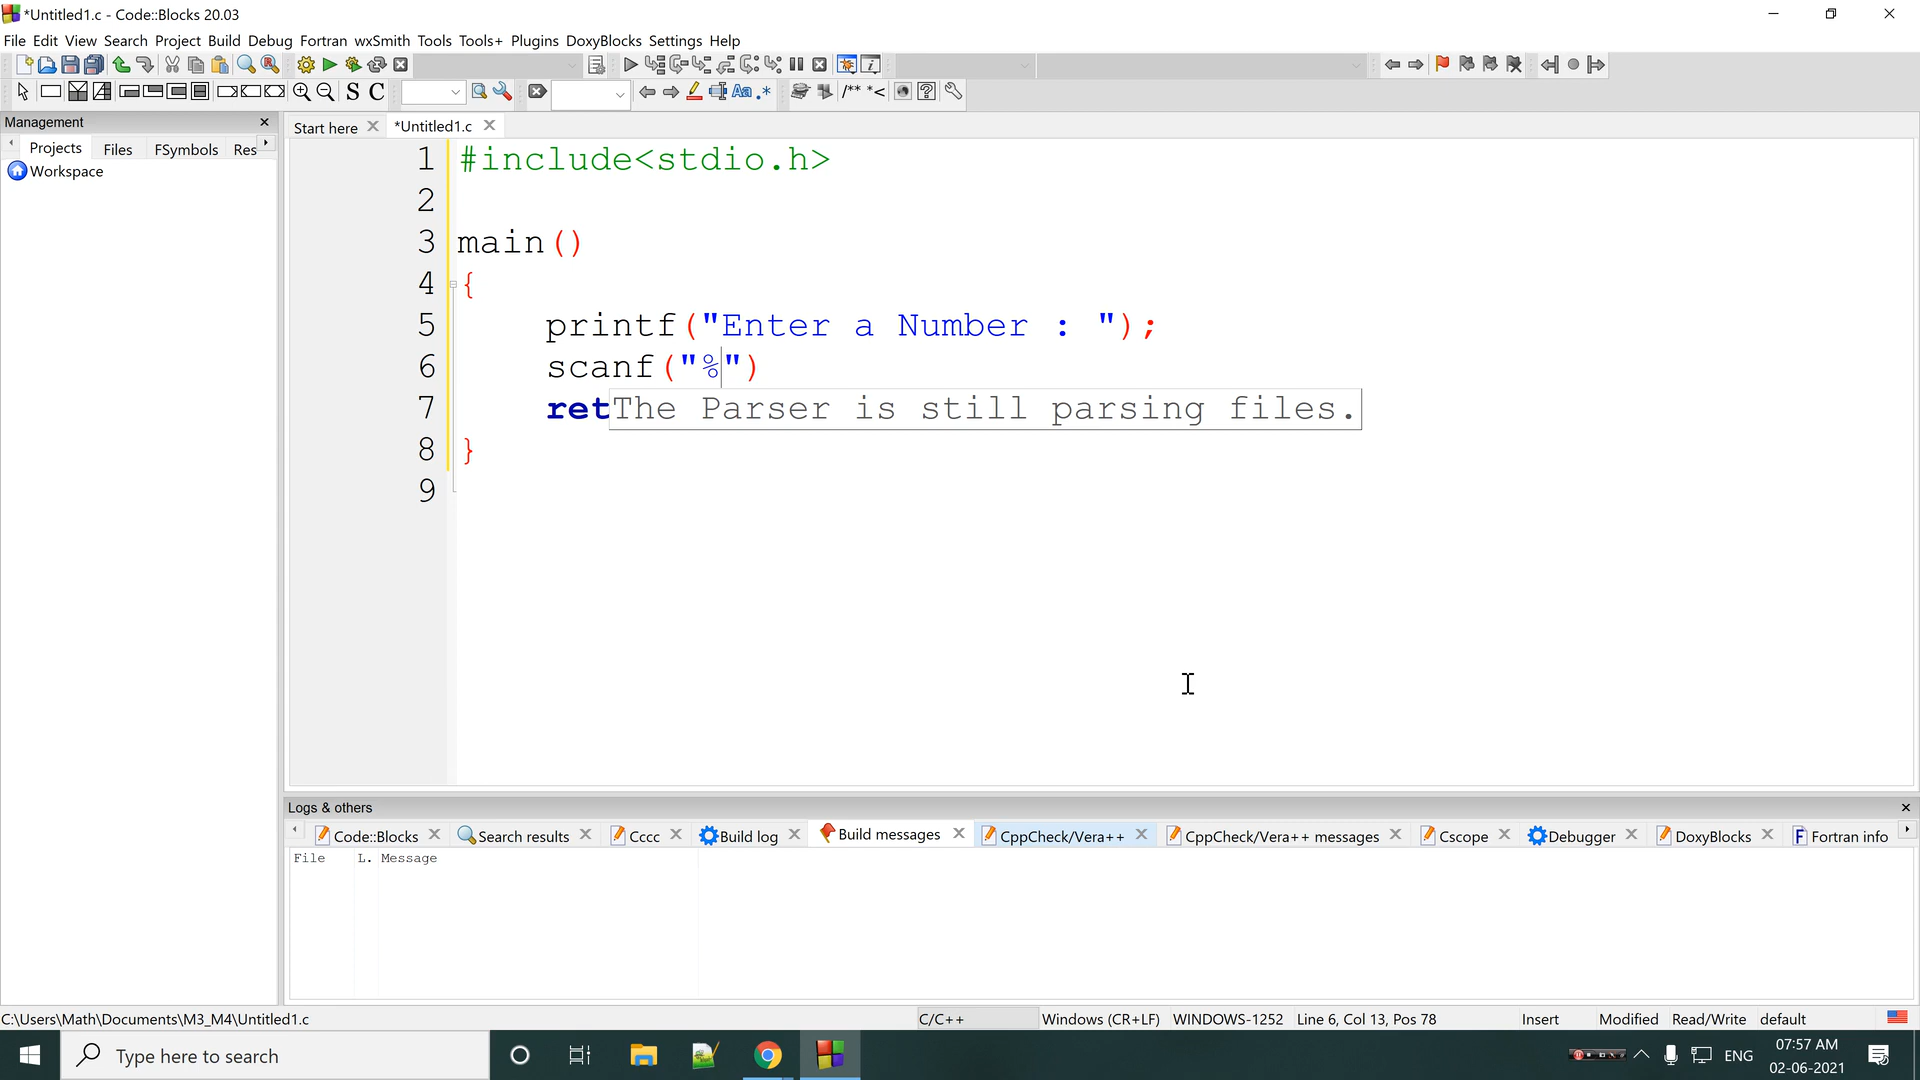 *Untitled1.c - Code::Blocks 20.03
File Edit View Search Project Build Debug Fortran wxSmith Tools Tools+ Plugins DoxyBlocks Settings Help
S C Aa .* /** *<
Management
Projects Files FSymbols Res
Workspace
Start here *Untitled1.c
1 #include<stdio.h>
2
3 main()
4 {
5 printf("Enter a Number : ");
6 scanf("%")
7 ret
The Parser is still parsing files.
8 }
9
Logs & others
Code::Blocks Search results Cccc Build log Build messages CppCheck/Vera++ CppCheck/Vera++ messages Cscope Debugger DoxyBlocks Fortran info
File L. Message
C:\Users\Math\Documents\M3_M4\Untitled1.c C/C++ Windows (CR+LF) WINDOWS-1252 Line 6, Col 13, Pos 78 Insert Modified Read/Write default
Type here to search
ENG
07:57 AM
02-06-2021